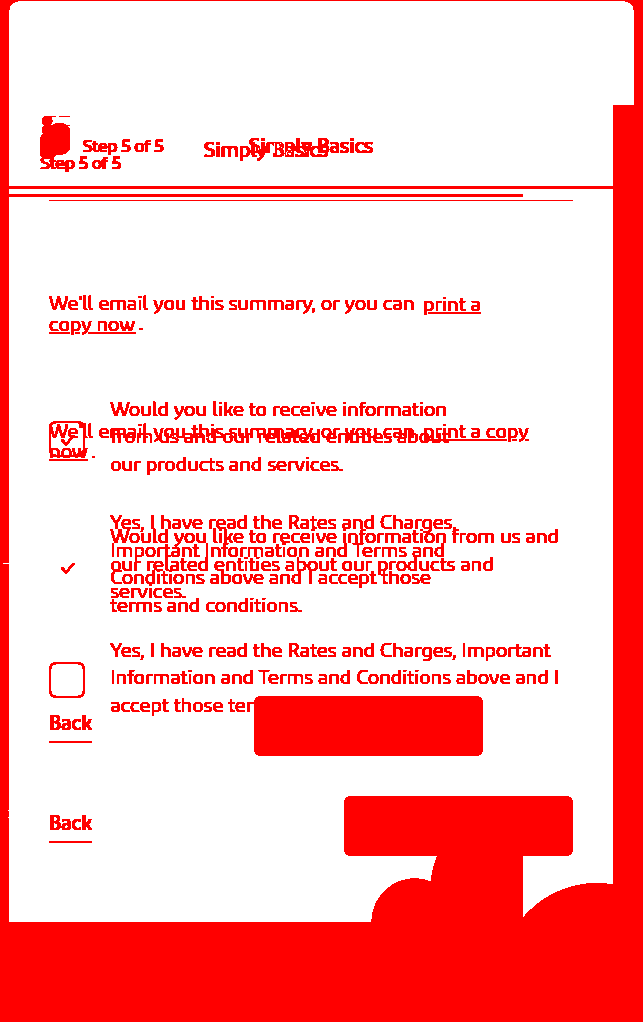 Step 5 of 5
Simply Basics
Simply Basics
Step 5 of 5
We'll email you this summary, or you can print a
copy now.
Would you like to receive information
We'll email you this summary, or you can print a copy
from us and our related entities about
now.
our products and services.
Yes, I have read the Rates and Charges,
Would you like to receive information from us and
Important Information and Terms and
our related entities about our products and
Conditions above and I accept those
services.
terms and conditions.
Yes, I have read the Rates and Charges, Important
Information and Terms and Conditions above and I
accept those
Back
Back